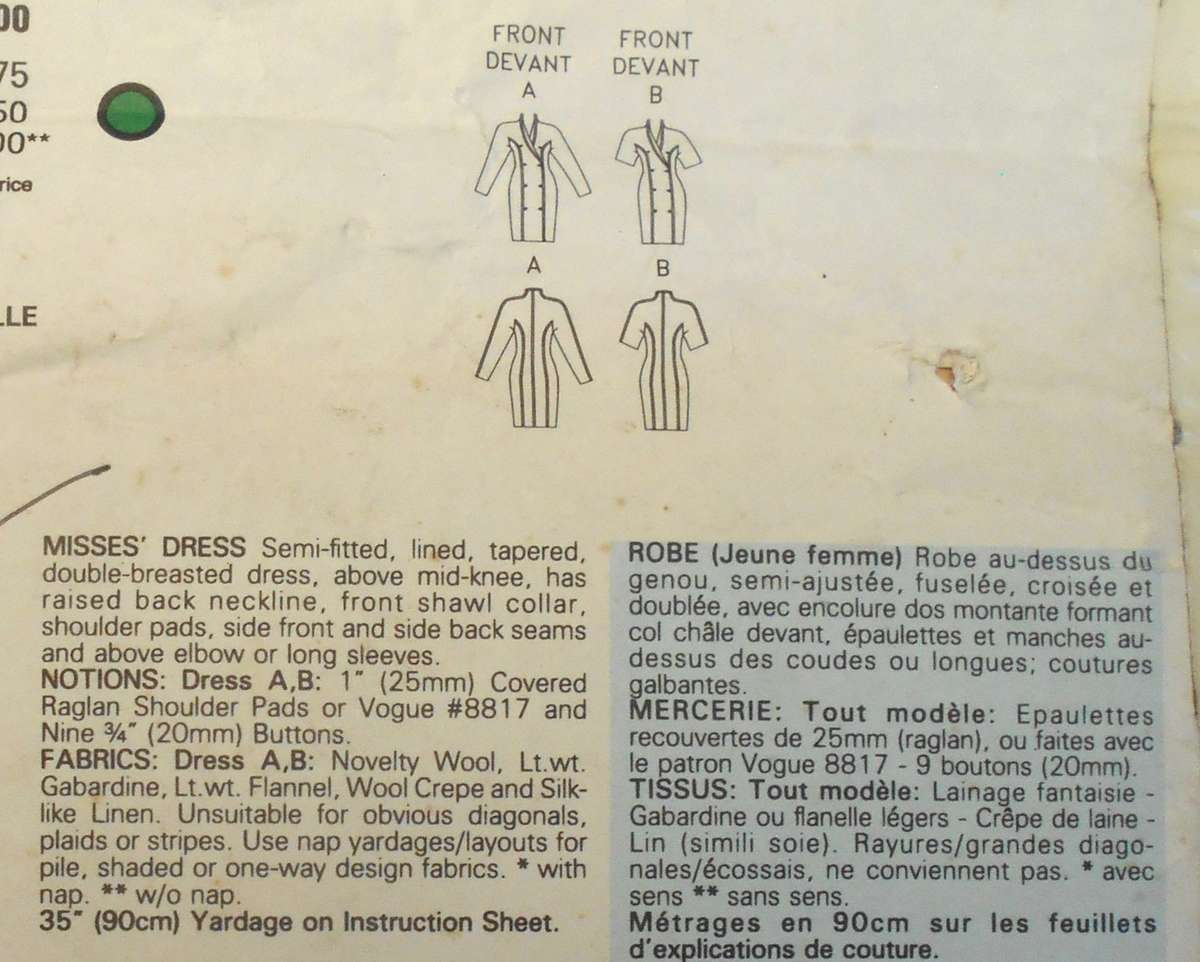 00
75
50
00**
rice
LLE
FRONT
DEVANT
A
FRONT
DEVANT
B
A
B
MISSES' DRESS Semi-fitted, lined, tapered,
double-breasted dress, above mid-knee, has
raised back neckline, front shawl collar,
shoulder pads, side front and side back seams
and above elbow or long sleeves.
NOTIONS: Dress A,B: 1" (25mm) Covered
Raglan Shoulder Pads or Vogue #8817 and
Nine ¾" (20mm) Buttons.
FABRICS: Dress A,B: Novelty Wool, Lt.wt.
Gabardine, Lt.wt. Flannel, Wool Crepe and Silk-
like Linen. Unsuitable for obvious diagonals,
plaids or stripes. Use nap yardages/layouts for
pile, shaded or one-way design fabrics. * with
nap. ** w/o nap.
35" (90cm) Yardage on Instruction Sheet.
ROBE (Jeune femme) Robe au-dessus du
genou, semi-ajustée, fuselée, croisée et
doublée, avec encolure dos montante formant
col châle devant, épaulettes et manches au-
dessus des coudes ou longues; coutures
galbantes.
MERCERIE: Tout modèle: Epaulettes
recouvertes de 25mm (raglan), ou faites avec
le patron Vogue 8817 - 9 boutons (20mm).
TISSUS: Tout modèle: Lainage fantaisie -
Gabardine ou flanelle légers - Crêpe de laine -
Lin (simili soie). Rayures/grandes diago-
nales/écossais, ne conviennent pas. * avec
sens ** sans sens.
Métrages en 90cm sur les feuillets
d'explications de couture.